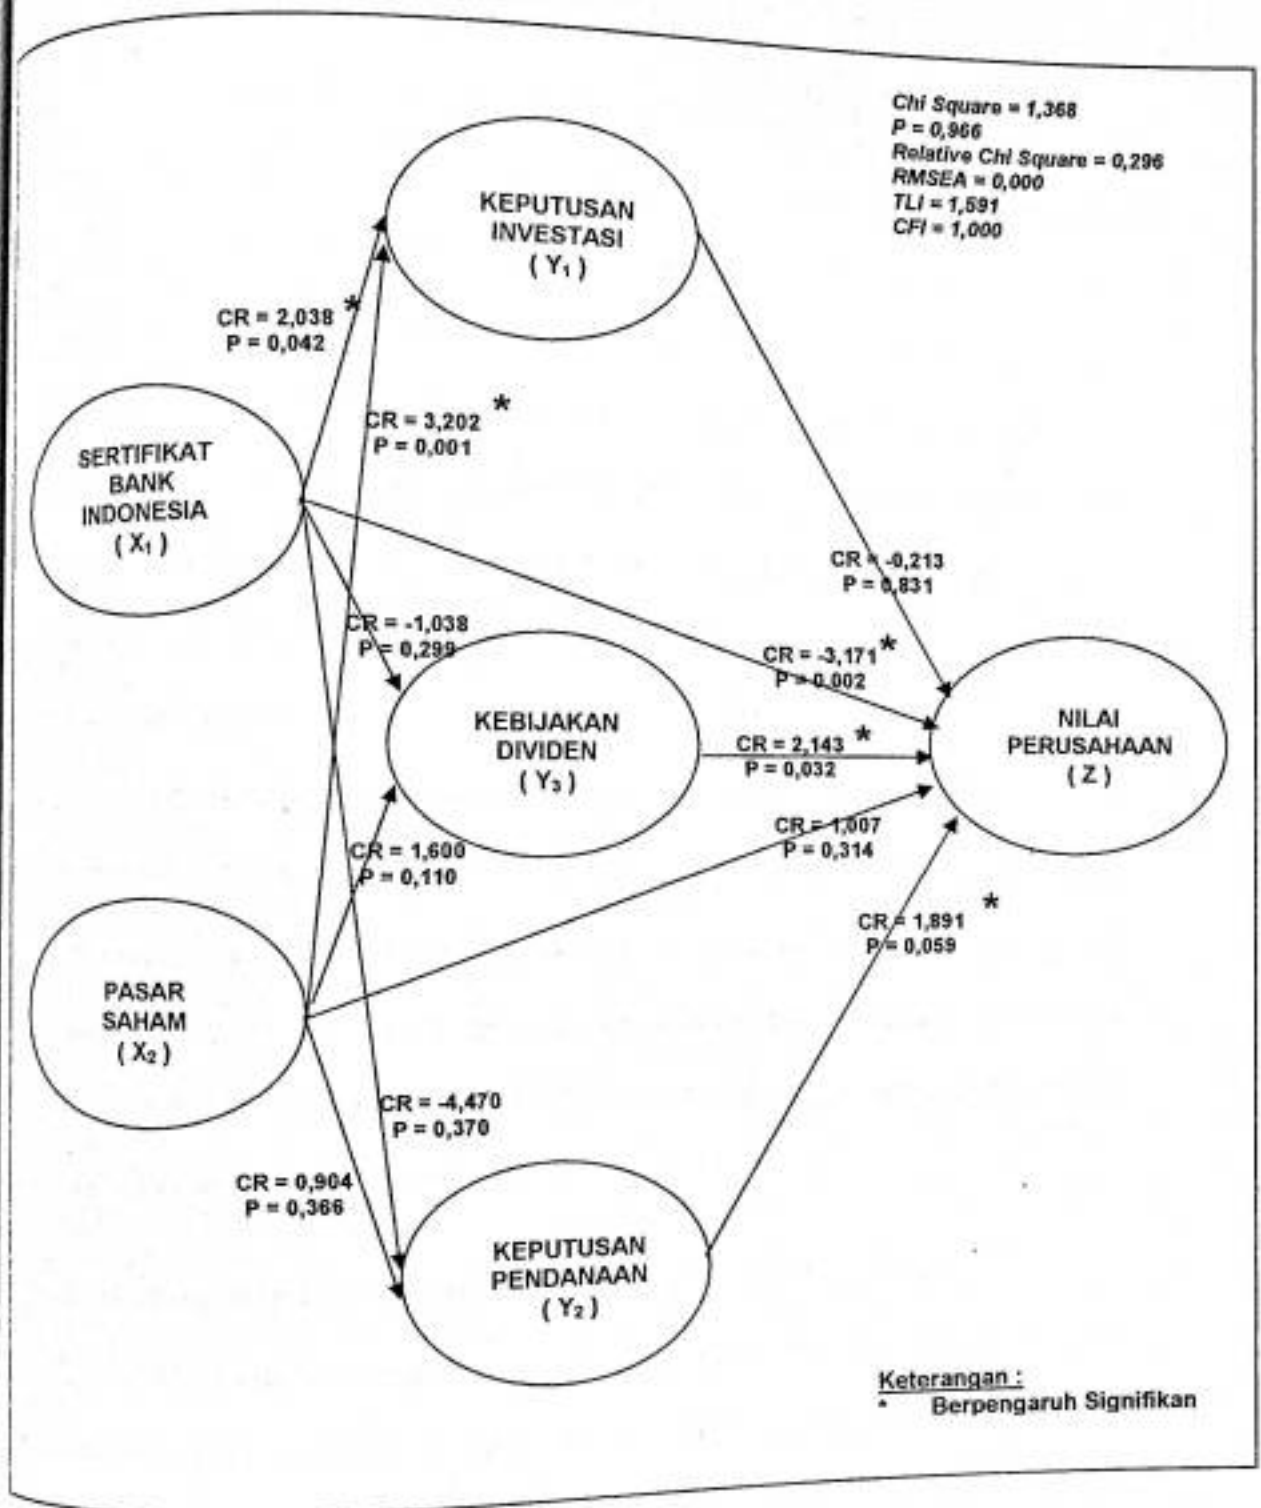 Chi Square = 1,368
P = 0,966
Relative Chi Square = 0,296
RMSEA = 0,000
TLI = 1,591
CFI = 1,000
KEPUTUSAN
INVESTASI
( Y₁ )
CR = 2,038 *
P = 0,042
CR = 3,202 *
P = 0,001
SERTIFIKAT
BANK
INDONESIA
( X₁ )
CR = -0,213
P = 0,831
CR = -1,038
P = 0,299
CR = -3,171 *
P = 0,002
KEBIJAKAN
DIVIDEN
( Y₃ )
CR = 2,143 *
P = 0,032
NILAI
PERUSAHAAN
( Z )
CR = 1,600
P = 0,110
CR = 1,007
P = 0,314
CR = 1,891 *
P = 0,059
PASAR
SAHAM
( X₂ )
CR = -4,470
P = 0,370
CR = 0,904
P = 0,366
KEPUTUSAN
PENDANAAN
( Y₂ )
Keterangan :
* Berpengaruh Signifikan